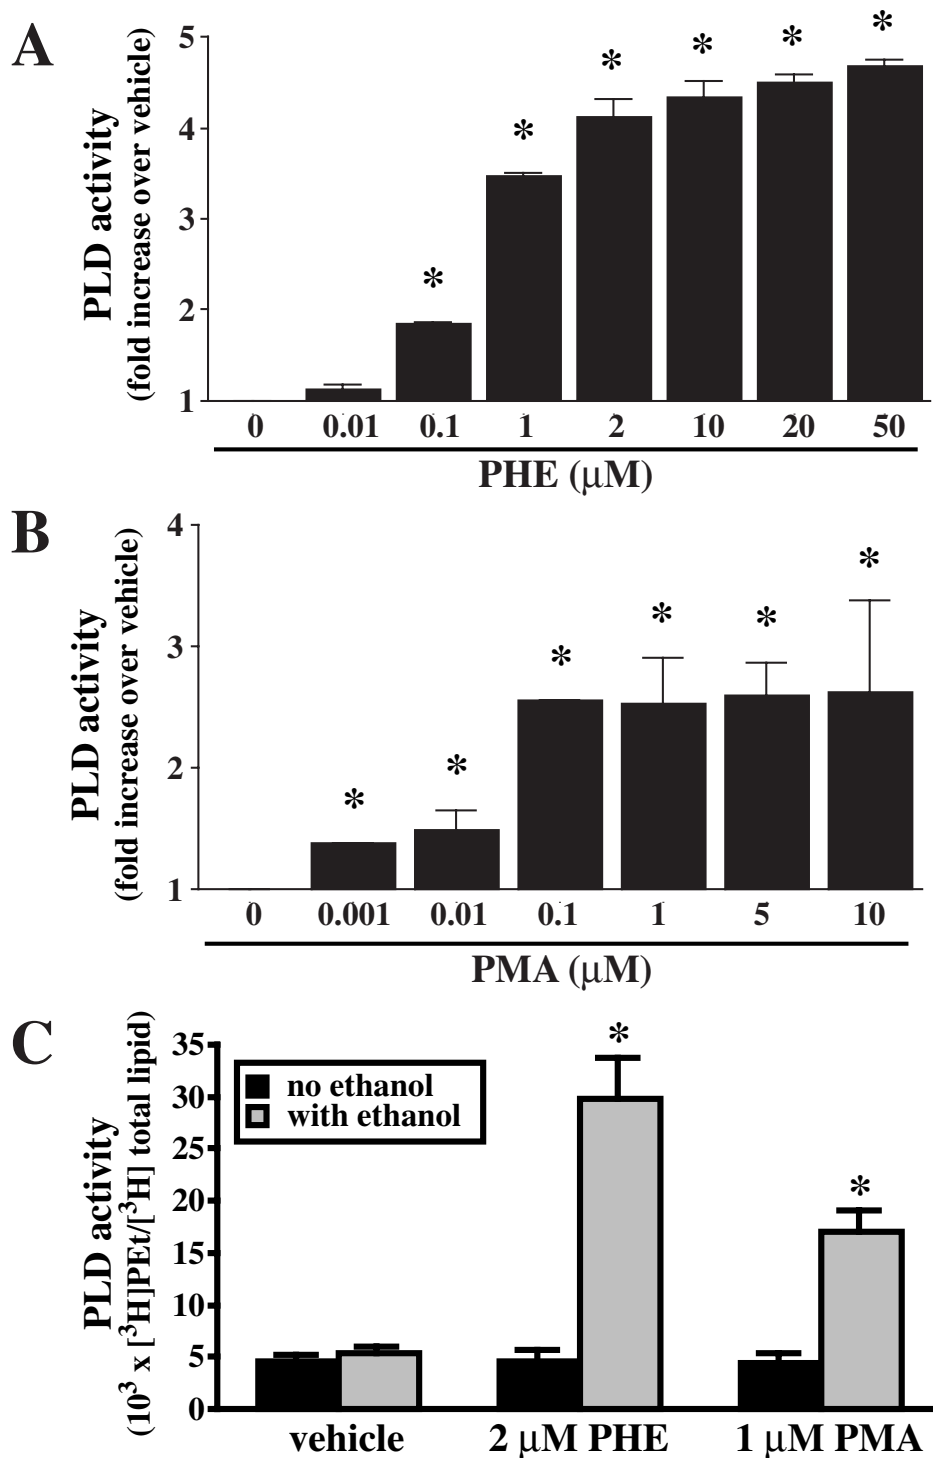 A
PLD activity
(fold increase over vehicle)
5
4
3
2
1
* * * * * *
0 0.01 0.1 1 2 10 20 50
PHE (μM)
B
PLD activity
(fold increase over vehicle)
4
3
2
1
* * * * * *
0 0.001 0.01 0.1 1 5 10
PMA (μM)
C
PLD activity
(10³ x [³H]PEt/[³H] total lipid)
35
30
25
20
15
10
5
0
no ethanol
with ethanol
* *
vehicle 2 μM PHE 1 μM PMA